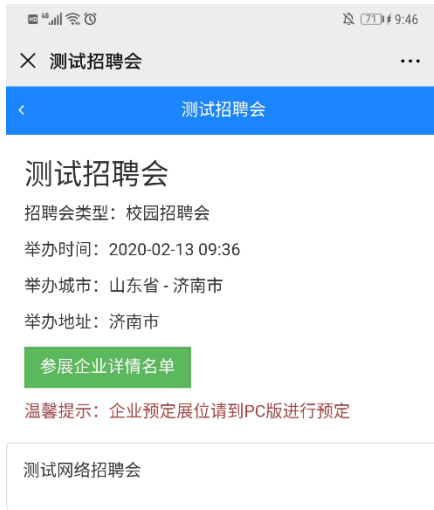 HD 46 71 9:46
测试招聘会
测试招聘会
测试招聘会
招聘会类型：校园招聘会
举办时间：2020-02-13 09:36
举办城市：山东省 - 济南市
举办地址：济南市
参展企业详情名单
温馨提示：企业预定展位请到PC版进行预定
测试网络招聘会